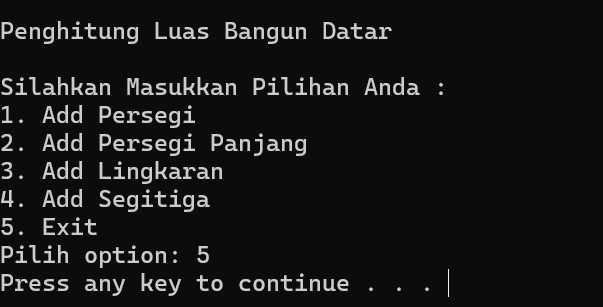 Penghitung Luas Bangun Datar
Silahkan Masukkan Pilihan Anda :
1. Add Persegi
2. Add Persegi Panjang
3. Add Lingkaran
4. Add Segitiga
5. Exit
Pilih option: 5
Press any key to continue . . .